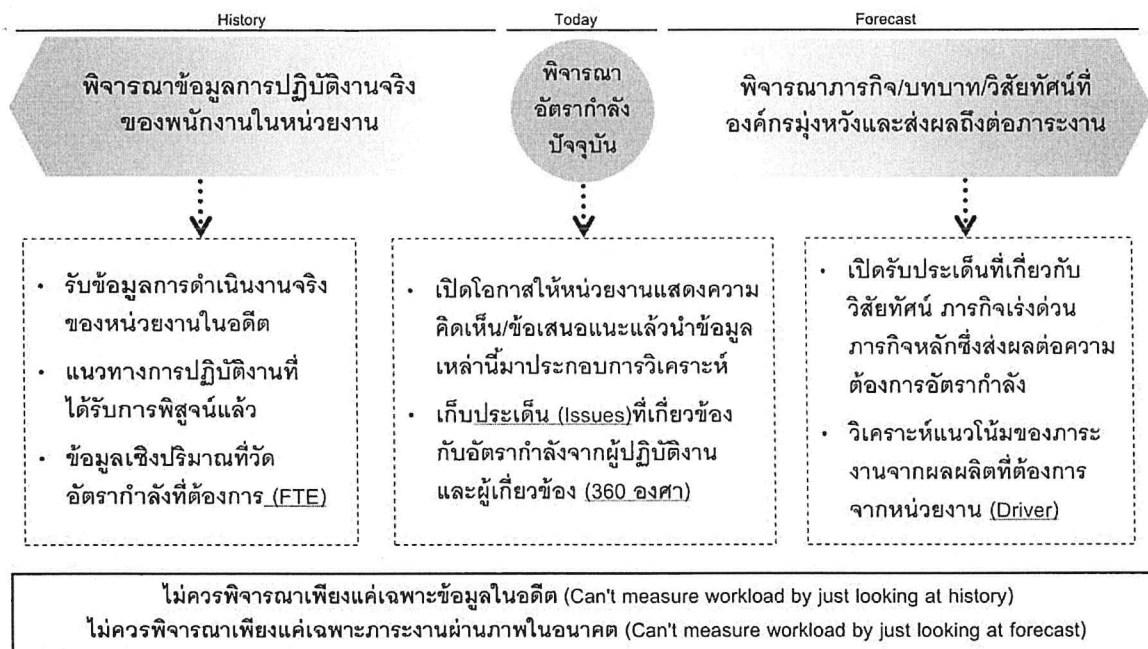 History
Today
Forecast
พิจารณาข้อมูลการปฏิบัติงานจริง
ของพนักงานในหน่วยงาน
พิจารณา
อัตรากำลัง
ปัจจุบัน
พิจารณาภารกิจ/บทบาท/วิสัยทัศน์ที่
องค์กรมุ่งหวังและส่งผลถึงต่อภาระงาน
• รับข้อมูลการดำเนินงานจริง
ของหน่วยงานในอดีต
• แนวทางการปฏิบัติงานที่
ได้รับการพิสูจน์แล้ว
• ข้อมูลเชิงปริมาณที่วัด
อัตรากำลังที่ต้องการ (FTE)
• เปิดโอกาสให้หน่วยงานแสดงความ
คิดเห็น/ข้อเสนอแนะแล้วนำข้อมูล
เหล่านี้มาประกอบการวิเคราะห์
• เก็บประเด็น (Issues)ที่เกี่ยวข้อง
กับอัตรากำลังจากผู้ปฏิบัติงาน
และผู้เกี่ยวข้อง (360 องศา)
• เปิดรับประเด็นที่เกี่ยวกับ
วิสัยทัศน์ ภารกิจเร่งด่วน
ภารกิจหลักซึ่งส่งผลต่อความ
ต้องการอัตรากำลัง
• วิเคราะห์แนวโน้มของภาระ
งานจากผลผลิตที่ต้องการ
จากหน่วยงาน (Driver)
ไม่ควรพิจารณาเพียงแค่เฉพาะข้อมูลในอดีต (Can't measure workload by just looking at history)
ไม่ควรพิจารณาเพียงแค่เฉพาะภาระงานผ่านภาพในอนาคต (Can't measure workload by just looking at forecast)